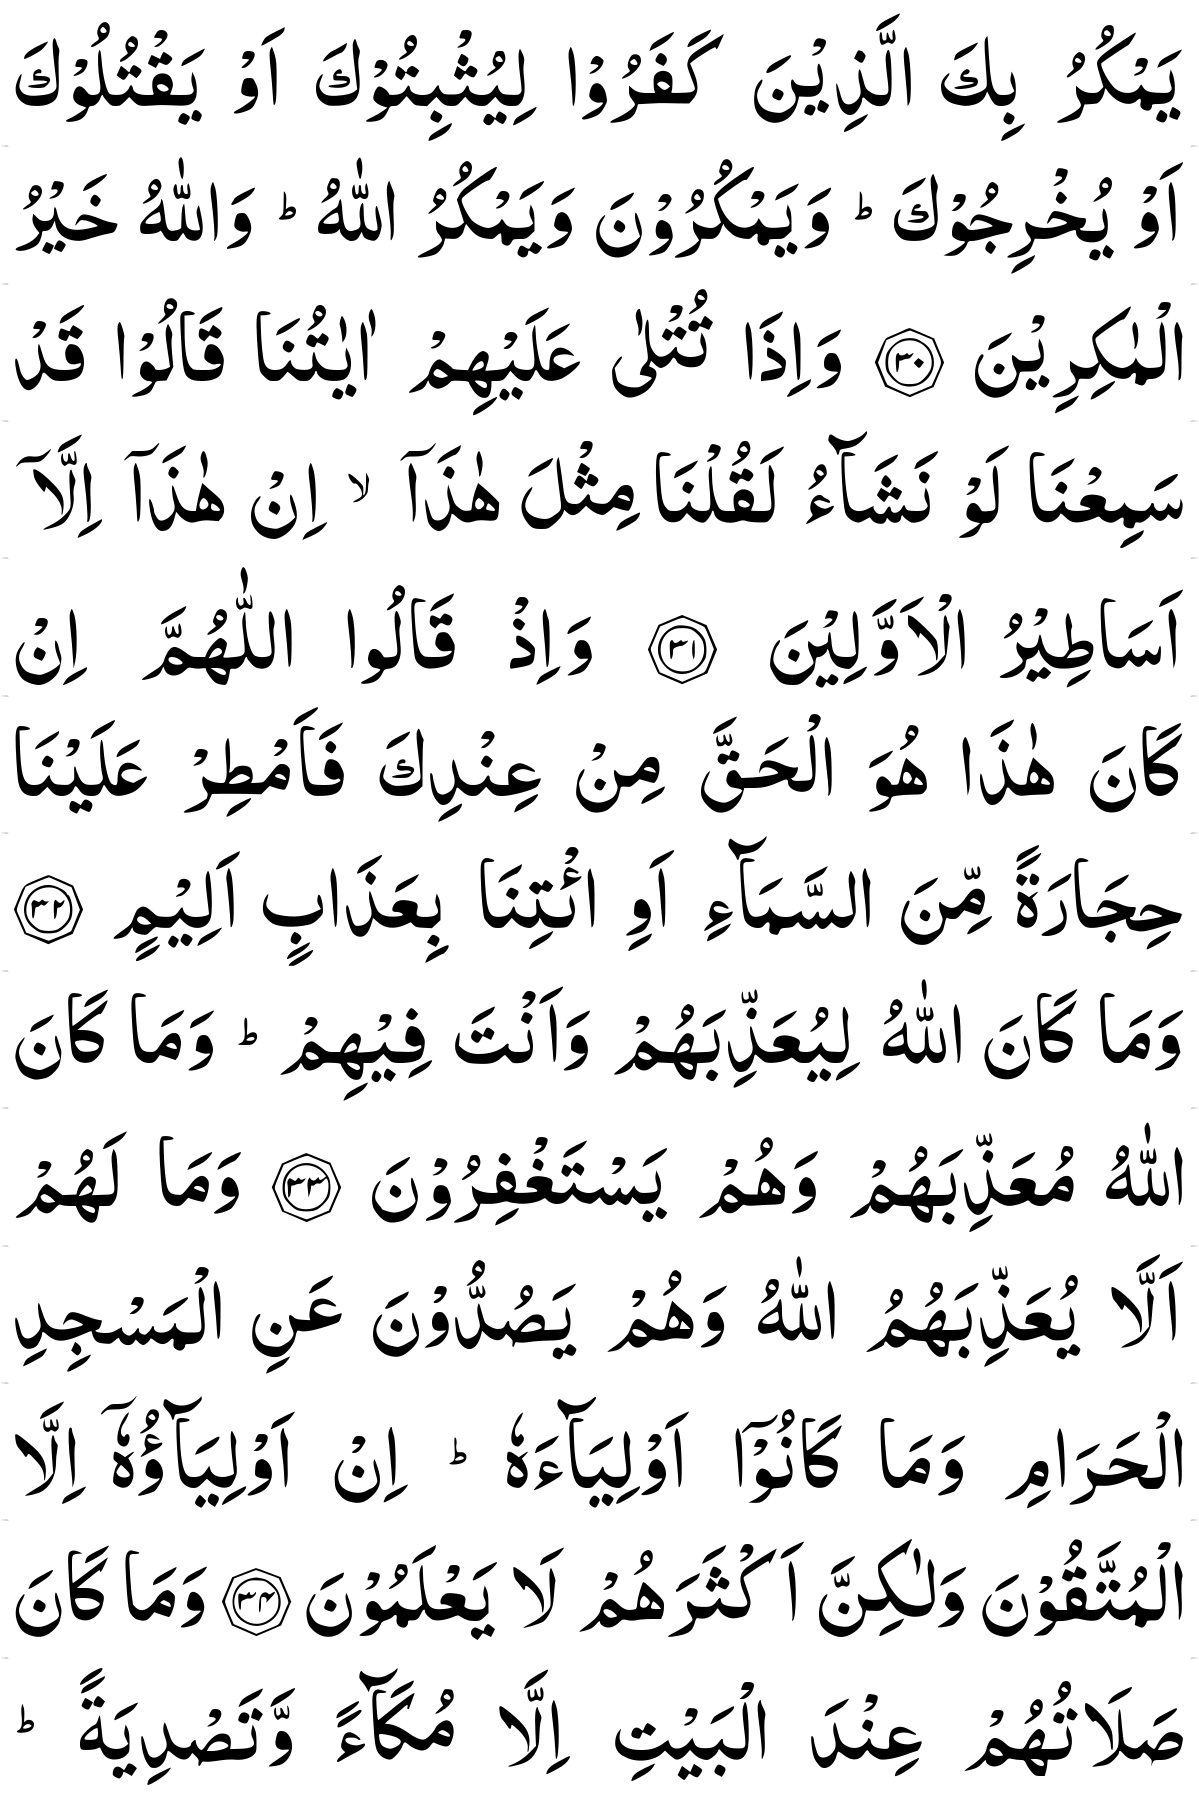 يَمْكُرُ بِكَ الَّذِيْنَ كَفَرُوْا لِيُثْبِتُوْكَ اَوْ يَقْتُلُوْكَ
اَوْ يُخْرِجُوْكَ ؕ وَيَمْكُرُوْنَ وَيَمْكُرُ اللّٰهُ ؕ وَاللّٰهُ خَيْرُ
الْمٰكِرِيْنَ ۝۳۰ وَاِذَا تُتْلٰى عَلَيْهِمْ اٰيٰتُنَا قَالُوْا قَدْ
سَمِعْنَا لَوْ نَشَآءُ لَقُلْنَا مِثْلَ هٰذَاۤ ۙ اِنْ هٰذَاۤ اِلَّاۤ
اَسَاطِيْرُ الْاَوَّلِيْنَ ۝۳۱ وَاِذْ قَالُوا اللّٰهُمَّ اِنْ
كَانَ هٰذَا هُوَ الْحَقَّ مِنْ عِنْدِكَ فَاَمْطِرْ عَلَيْنَا
حِجَارَةً مِّنَ السَّمَآءِ اَوِ ائْتِنَا بِعَذَابٍ اَلِيْمٍ ۝۳۲
وَمَا كَانَ اللّٰهُ لِيُعَذِّبَهُمْ وَاَنْتَ فِيْهِمْ ؕ وَمَا كَانَ
اللّٰهُ مُعَذِّبَهُمْ وَهُمْ يَسْتَغْفِرُوْنَ ۝۳۳ وَمَا لَهُمْ
اَلَّا يُعَذِّبَهُمُ اللّٰهُ وَهُمْ يَصُدُّوْنَ عَنِ الْمَسْجِدِ
الْحَرَامِ وَمَا كَانُوْۤا اَوْلِيَآءَهٗ ؕ اِنْ اَوْلِيَآؤُهٗۤ اِلَّا
الْمُتَّقُوْنَ وَلٰكِنَّ اَكْثَرَهُمْ لَا يَعْلَمُوْنَ ۝۳۴ وَمَا كَانَ
صَلَاتُهُمْ عِنْدَ الْبَيْتِ اِلَّا مُكَآءً وَّتَصْدِيَةً ؕ